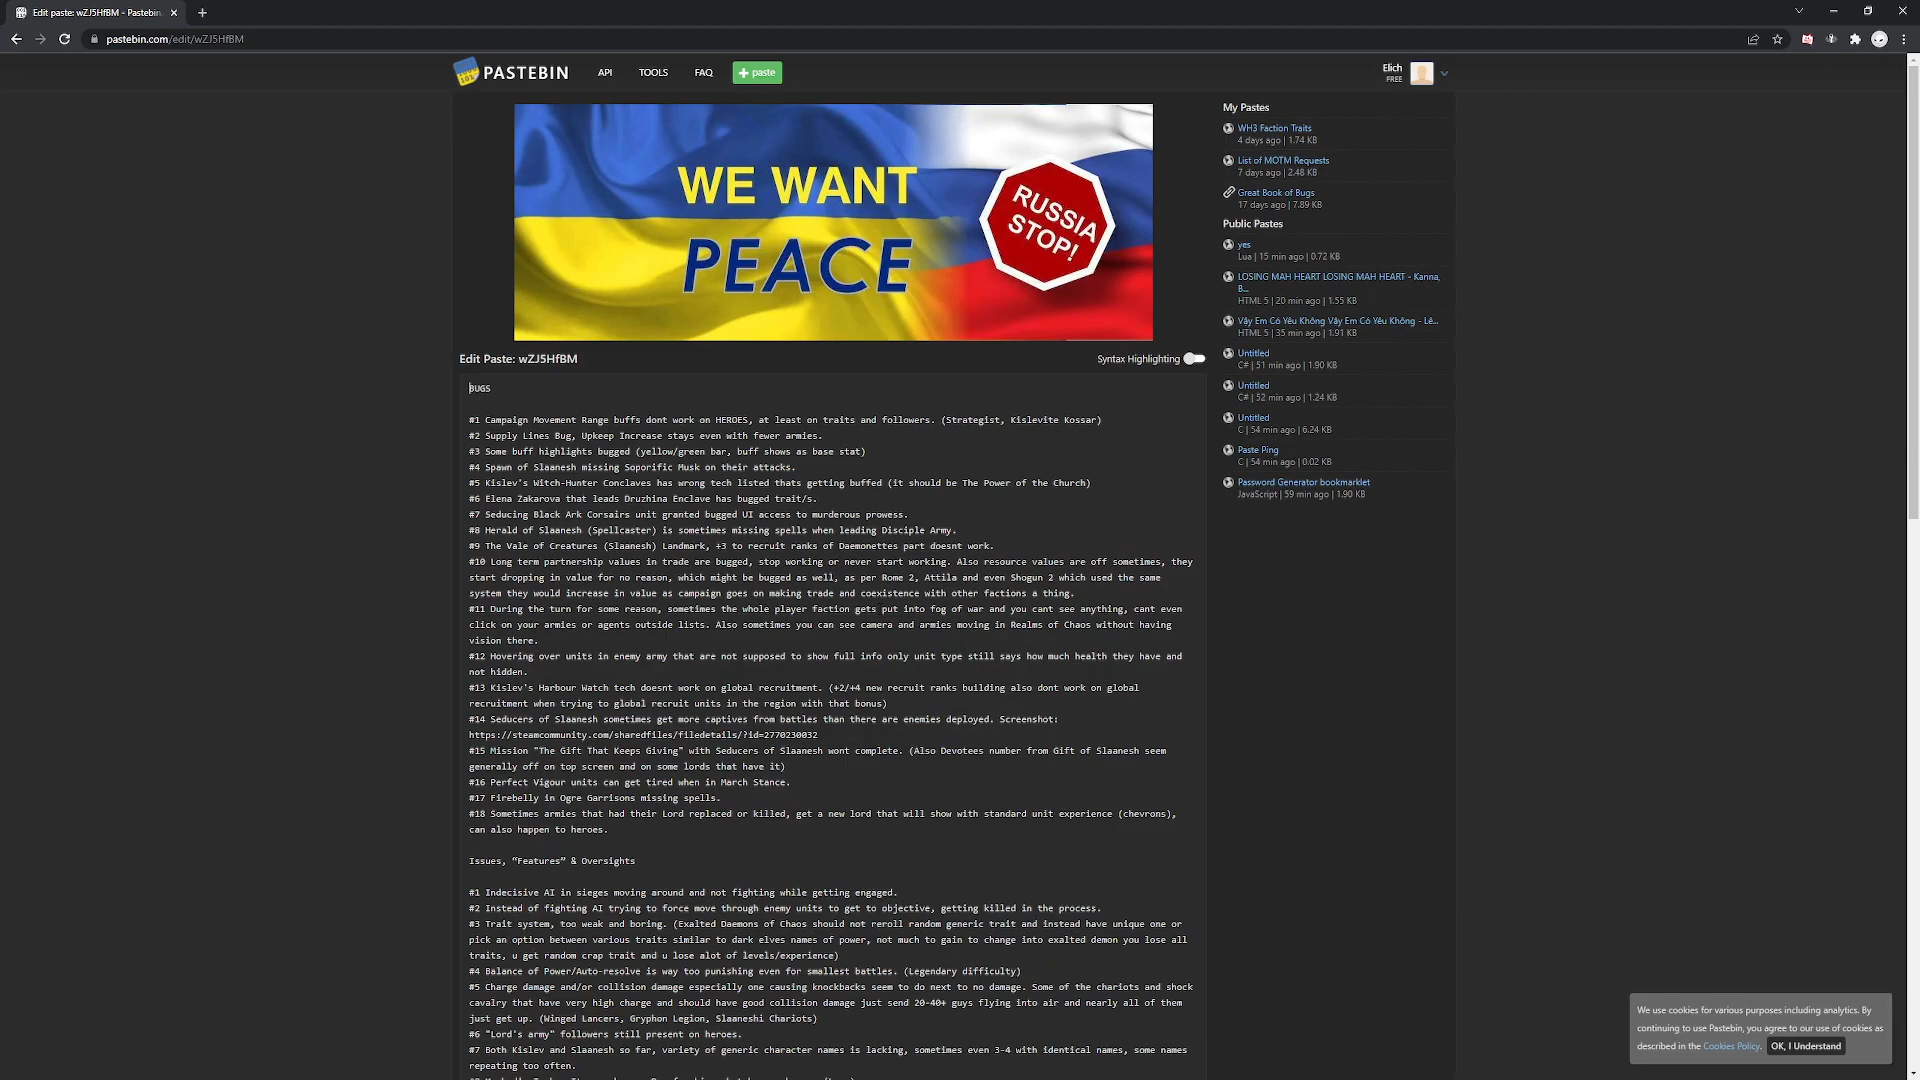 Edit paste: wZJ5HfBM - Pastebin.
pastebin.com/edit/wZJ5HfBM
PASTEBIN
API
TOOLS
FAQ
paste
Elich
FREE
WE WANT
PEACE
RUSSIA
STOP!
Edit Paste: wZJ5HfBM
Syntax Highlighting
BUGS
#1 Campaign Movement Range buffs dont work on HEROES, at least on traits and followers. (Strategist, Kislevite Kossar)
#2 Supply Lines Bug, Upkeep Increase stays even with fewer armies.
#3 Some buff highlights bugged (yellow/green bar, buff shows as base stat)
#4 Spawn of Slaanesh missing Soporific Musk on their attacks.
#5 Kislev's Witch-Hunter Conclaves has wrong tech listed thats getting buffed (it should be The Power of the Church)
#6 Elena Zakarova that leads Druzhina Enclave has bugged trait/s.
#7 Seducing Black Ark Corsairs unit granted bugged UI access to murderous prowess.
#8 Herald of Slaanesh (Spellcaster) is sometimes missing spells when leading Disciple Army.
#9 The Vale of Creatures (Slaanesh) Landmark, +3 to recruit ranks of Daemonettes part doesnt work.
#10 Long term partnership values in trade are bugged, stop working or never start working. Also resource values are off sometimes, they
start dropping in value for no reason, which might be bugged as well, as per Rome 2, Attila and even Shogun 2 which used the same
system they would increase in value as campaign goes on making trade and coexistence with other factions a thing.
#11 During the turn for some reason, sometimes the whole player faction gets put into fog of war and you cant see anything, cant even
click on your armies or agents outside lists. Also sometimes you can see camera and armies moving in Realms of Chaos without having
vision there.
#12 Hovering over units in enemy army that are not supposed to show full info only unit type still says how much health they have and
not hidden.
#13 Kislev's Harbour Watch tech doesnt work on global recruitment. (+2/+4 new recruit ranks building also dont work on global
recruitment when trying to global recruit units in the region with that bonus)
#14 Seducers of Slaanesh sometimes get more captives from battles than there are enemies deployed. Screenshot:
https://steamcommunity.com/sharedfiles/filedetails/?id=2770230032
#15 Mission "The Gift That Keeps Giving" with Seducers of Slaanesh wont complete. (Also Devotees number from Gift of Slaanesh seem
generally off on top screen and on some lords that have it)
#16 Perfect Vigour units can get tired when in March Stance.
#17 Firebelly in Ogre Garrisons missing spells.
#18 Sometimes armies that had their Lord replaced or killed, get a new lord that will show with standard unit experience (chevrons),
can also happen to heroes.
Issues, “Features” & Oversights
#1 Indecisive AI in sieges moving around and not fighting while getting engaged.
#2 Instead of fighting AI trying to force move through enemy units to get to objective, getting killed in the process.
#3 Trait system, too weak and boring. (Exalted Daemons of Chaos should not reroll random generic trait and instead have unique one or
pick an option between various traits similar to dark elves names of power, not much to gain to change into exalted demon you lose all
traits, u get random crap trait and u lose alot of levels/experience)
#4 Balance of Power/Auto-resolve is way too punishing even for smallest battles. (Legendary difficulty)
#5 Charge damage and/or collision damage especially one causing knockbacks seem to do next to no damage. Some of the chariots and shock
cavalry that have very high charge and should have good collision damage just send 20-40+ guys flying into air and nearly all of them
just get up. (Winged Lancers, Gryphon Legion, Slaaneshi Chariots)
#6 "Lord's army" followers still present on heroes.
#7 Both Kislev and Slaanesh so far, variety of generic character names is lacking, sometimes even 3-4 with identical names, some names
repeating too often.
My Pastes
WH3 Faction Traits
4 days ago | 1.74 KB
List of MOTM Requests
7 days ago | 2.48 KB
Great Book of Bugs
17 days ago | 7.89 KB
Public Pastes
yes
Lua | 15 min ago | 0.72 KB
LOSING MAH HEART LOSING MAH HEART - Kanna,
B...
HTML 5 | 20 min ago | 1.55 KB
Vây Em Có Yêu Không Vây Em Có Yêu Không - Lê...
HTML 5 | 35 min ago | 1.91 KB
Untitled
C# | 51 min ago | 1.90 KB
Untitled
C# | 52 min ago | 1.24 KB
Untitled
C | 54 min ago | 6.24 KB
Paste Ping
C | 54 min ago | 0.02 KB
Password Generator bookmarklet
JavaScript | 59 min ago | 1.90 KB
We use cookies for various purposes including analytics. By
continuing to use Pastebin, you agree to our use of cookies as
described in the Cookies Policy. OK, I Understand